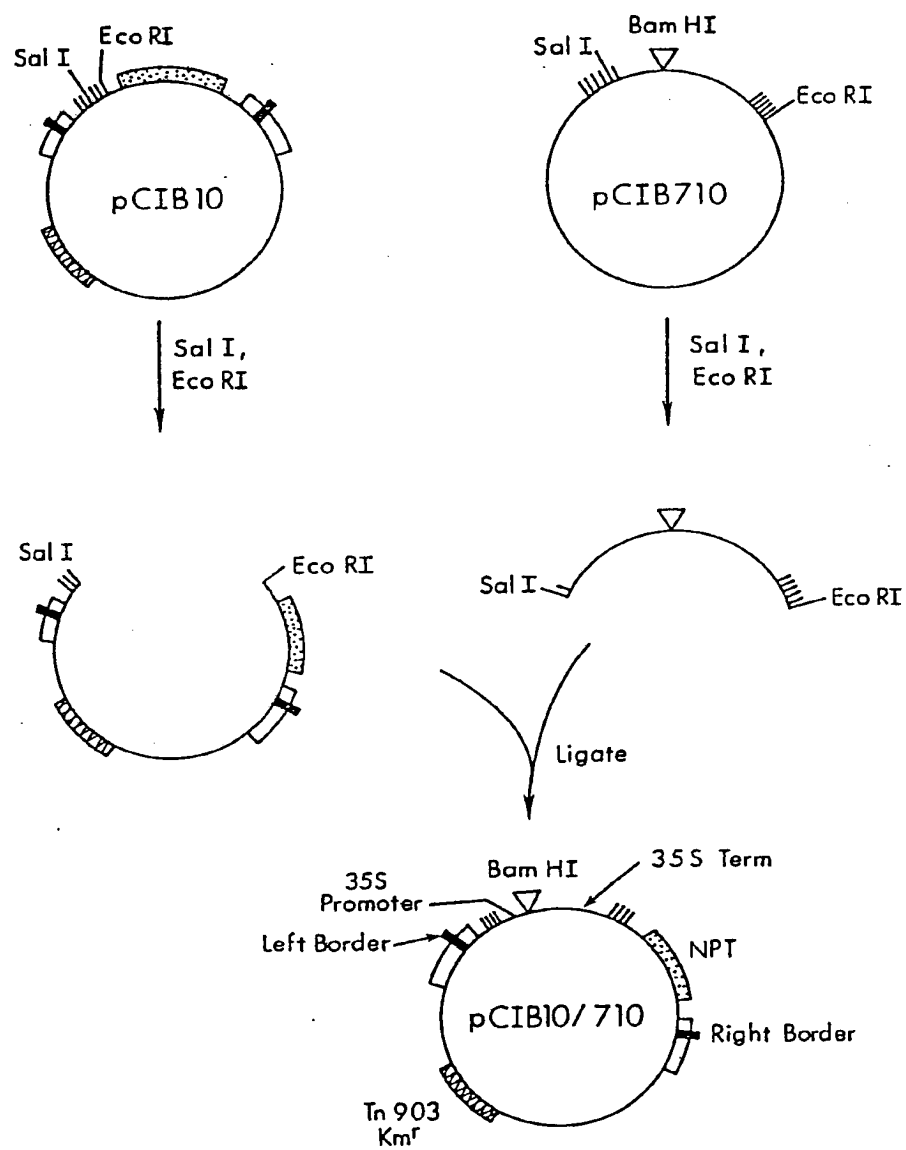 Sal I
Eco RI
pCIB10
Sal I
Bam HI
Eco RI
pCIB710
Sal I,
Eco RI
Sal I,
Eco RI
Sal I
Eco RI
Sal I
Eco RI
Ligate
35S
Promoter
Bam HI
35S Term
Left Border
NPT
pCIB10/710
Right Border
Tn 903
Kmʳ